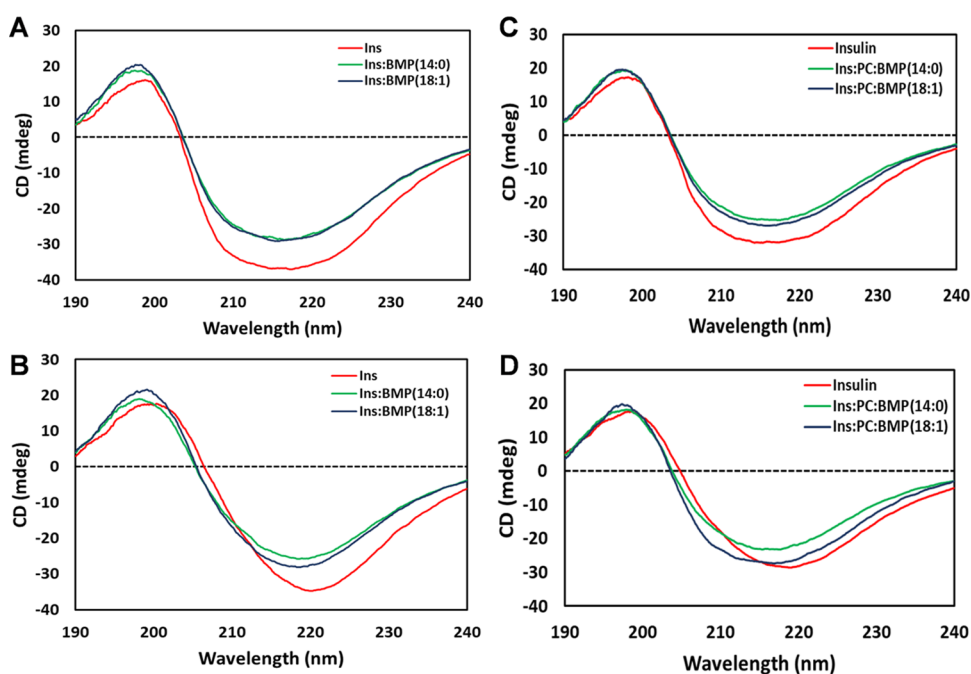 A
30
20
10
0
-10
-20
-30
-40
CD (mdeg)
Ins
Ins:BMP(14:0)
Ins:BMP(18:1)
190 200 210 220 230 240
Wavelength (nm)
C
30
20
10
0
-10
-20
-30
-40
CD (mdeg)
Insulin
Ins:PC:BMP(14:0)
Ins:PC:BMP(18:1)
190 200 210 220 230 240
Wavelength (nm)
B
30
20
10
0
-10
-20
-30
-40
CD (mdeg)
Ins
Ins:BMP(14:0)
Ins:BMP(18:1)
190 200 210 220 230 240
Wavelength (nm)
D
30
20
10
0
-10
-20
-30
-40
CD (mdeg)
Insulin
Ins:PC:BMP(14:0)
Ins:PC:BMP(18:1)
190 200 210 220 230 240
Wavelength (nm)